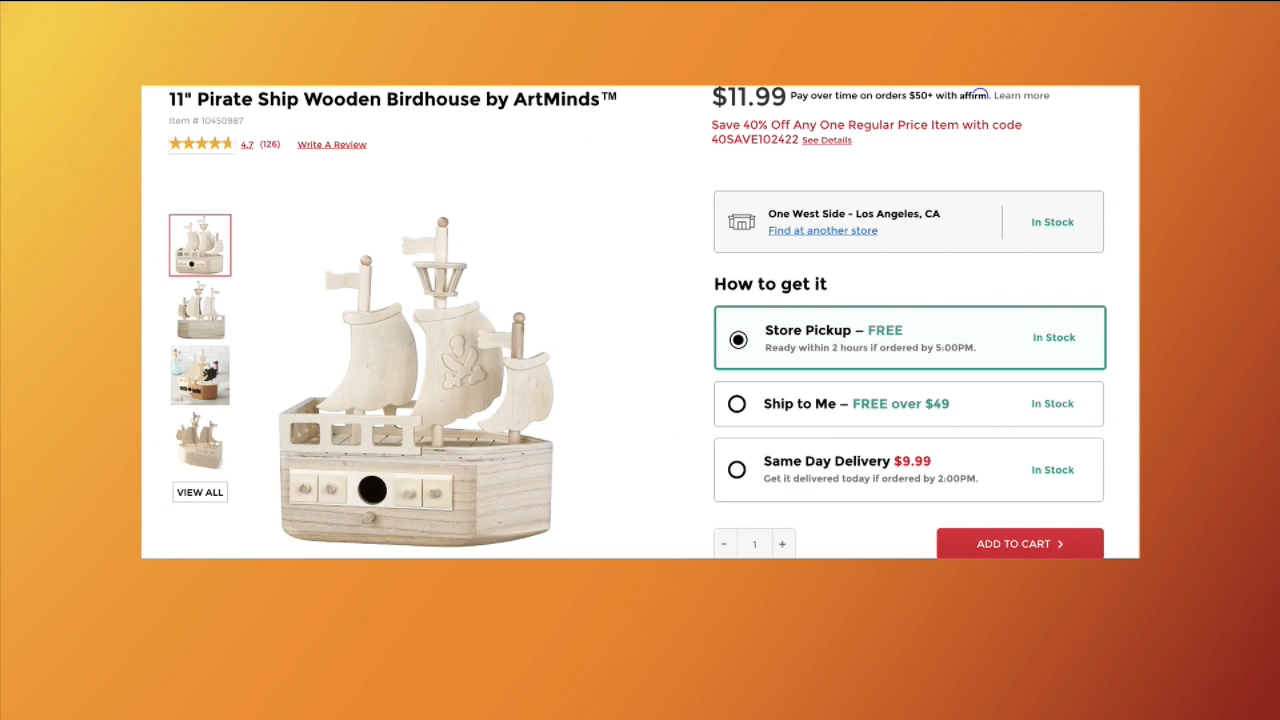 11" Pirate Ship Wooden Birdhouse by ArtMinds™
Item # 10450987
4.7 (126) Write A Review
VIEW ALL
$11.99 Pay over time on orders $50+ with affirm. Learn more
Save 40% Off Any One Regular Price Item with code
40SAVE102422 See Details
One West Side - Los Angeles, CA
Find at another store
In Stock
How to get it
Store Pickup – FREE
Ready within 2 hours if ordered by 5:00PM.
In Stock
Ship to Me – FREE over $49
In Stock
Same Day Delivery $9.99
Get it delivered today if ordered by 2:00PM.
In Stock
- 1 +
ADD TO CART >